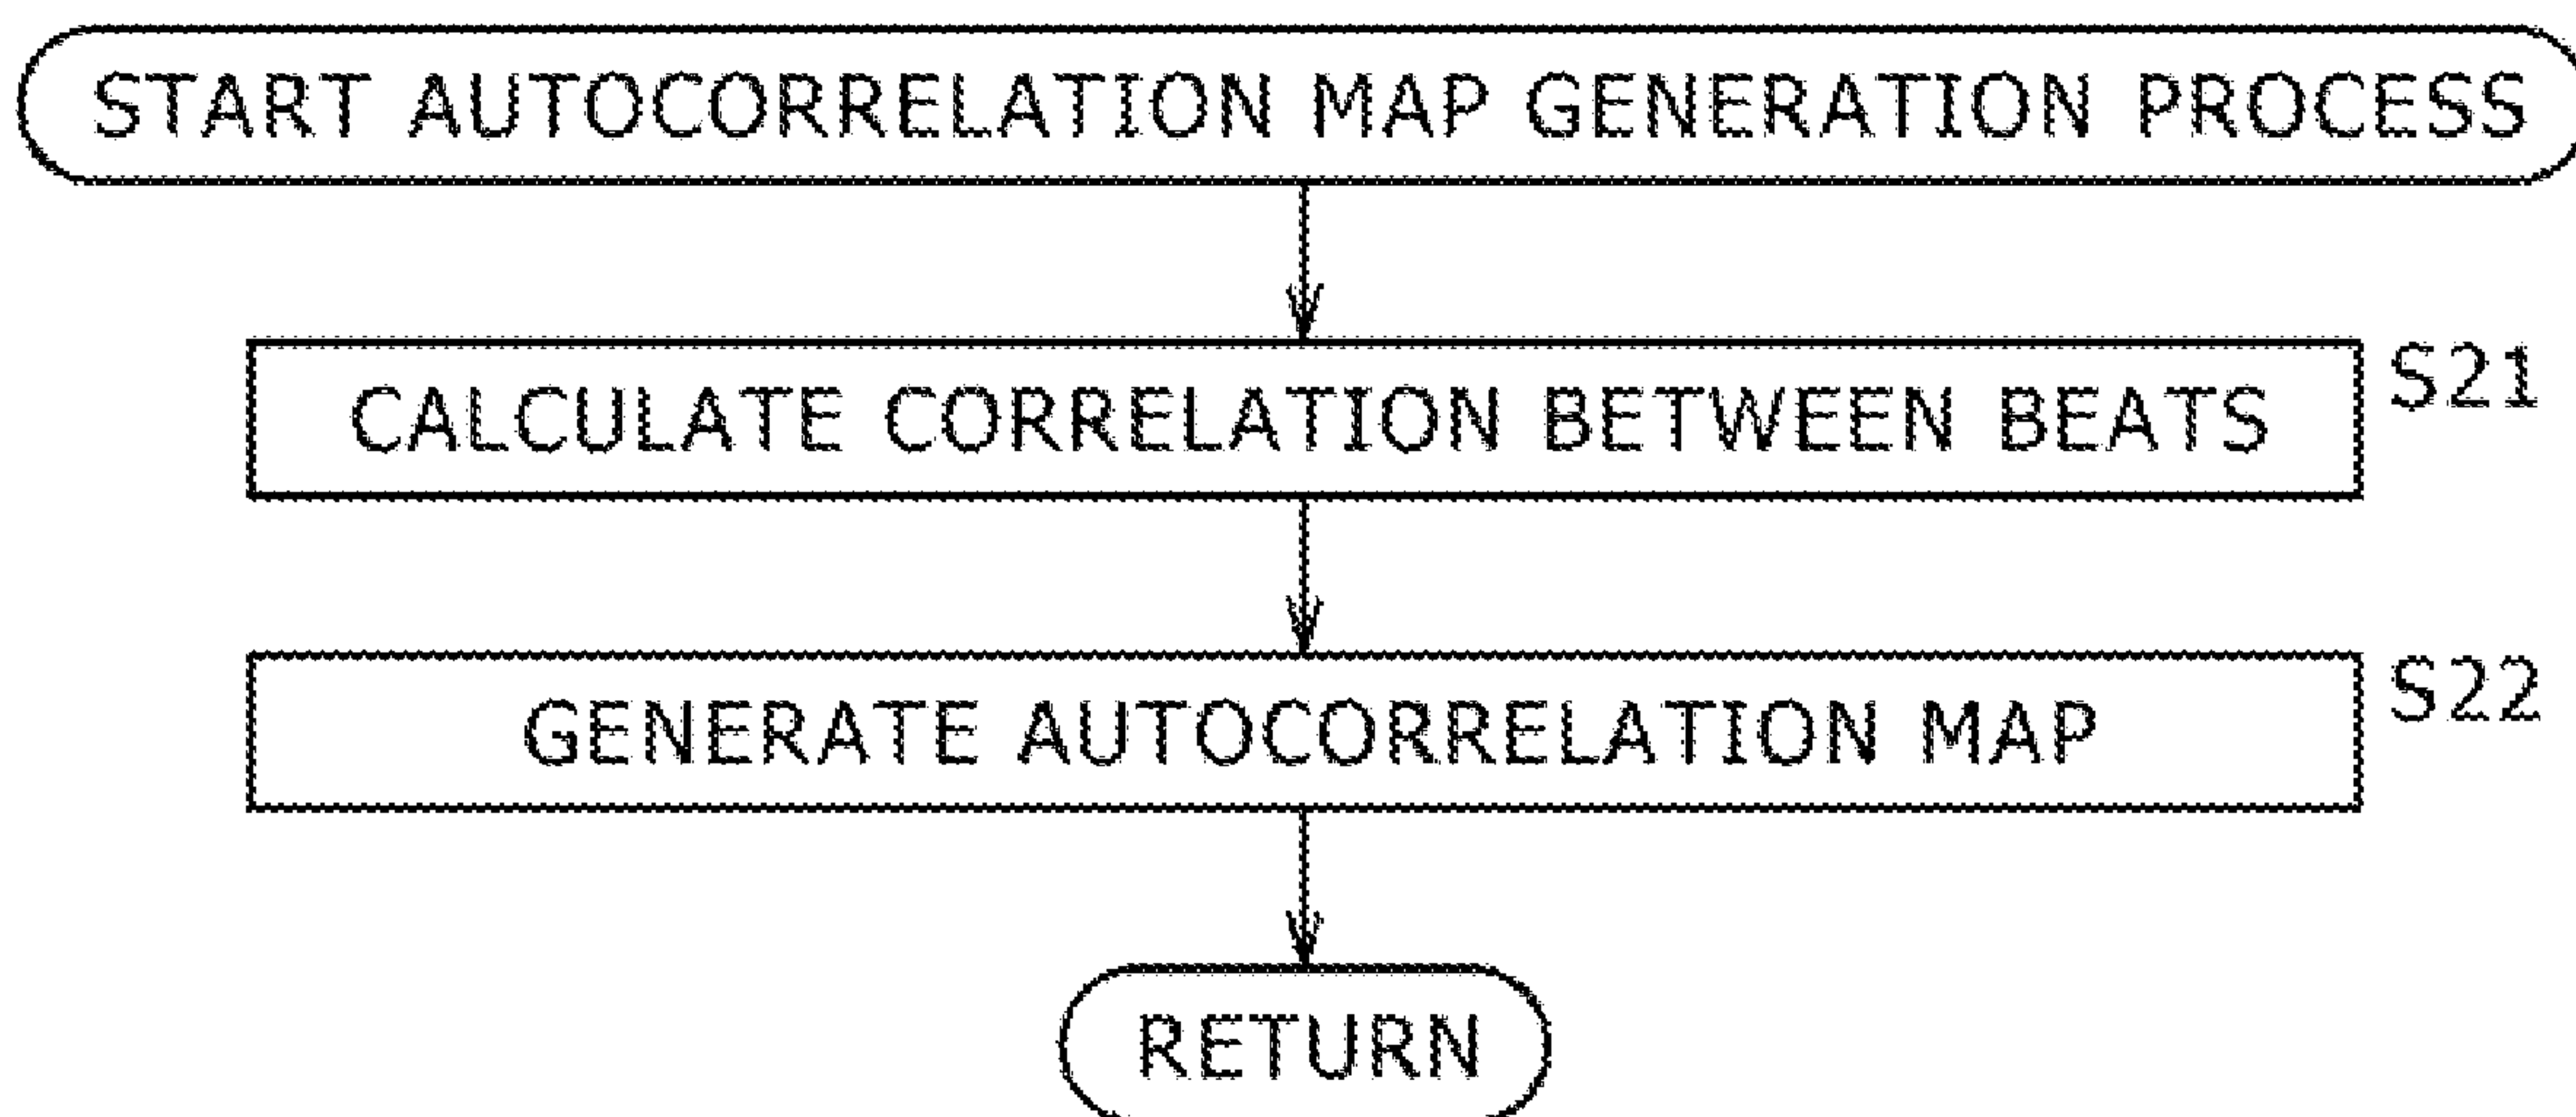 START AUTOCORRELATION MAP GENERATION PROCESS
CALCULATE CORRELATION BETWEEN BEATS
S21
GENERATE AUTOCORRELATION MAP
S22
RETURN